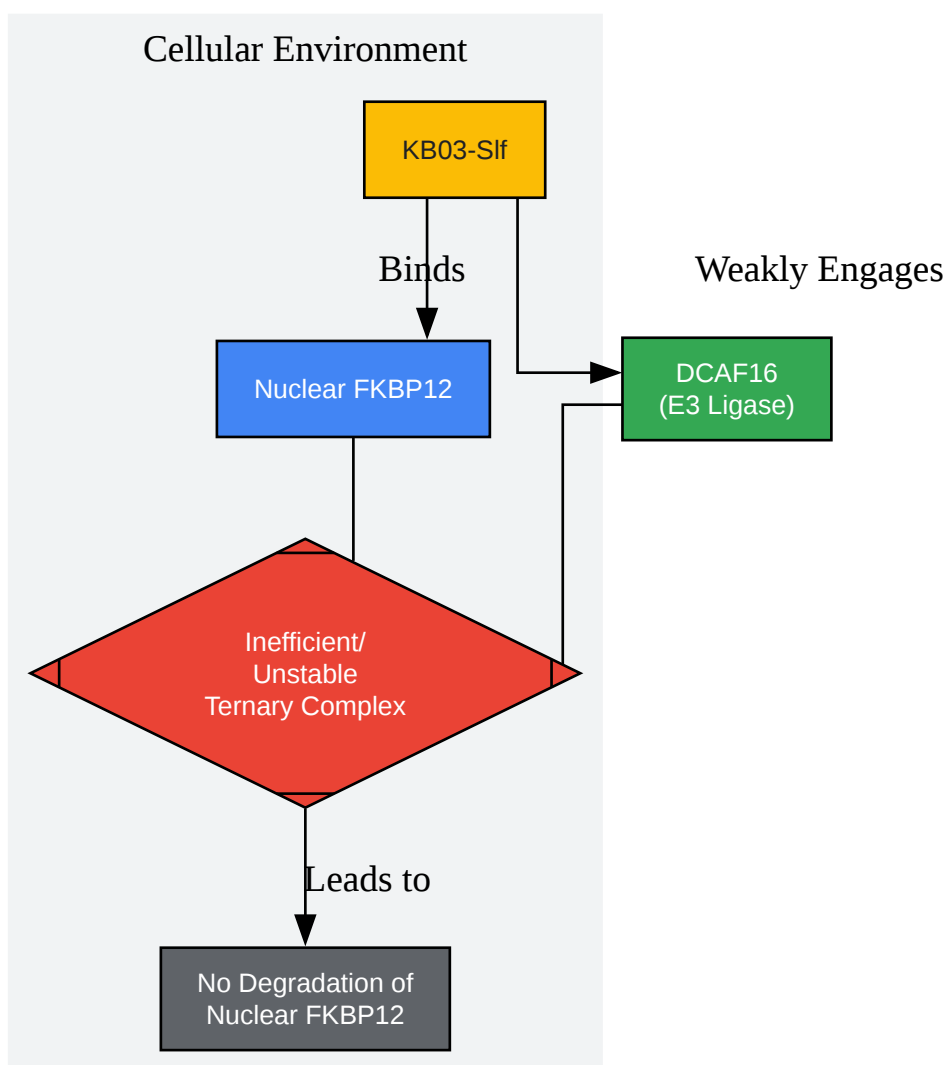 Cellular Environment
KB03-Slf
Binds
Weakly Engages
Nuclear FKBP12
DCAF16
(E3 Ligase)
Inefficient/
Unstable
Ternary Complex
Leads to
No Degradation of
Nuclear FKBP12